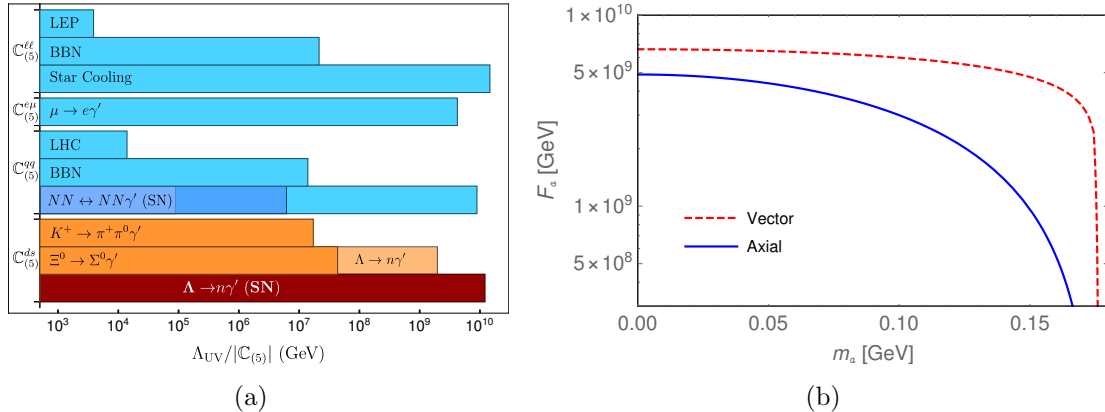 LEP
ℂ₍₅₎^ℓℓ
BBN
Star Cooling
ℂ₍₅₎^eμ
μ → eγ′
LHC
ℂ₍₅₎^qq
BBN
NN ↔ NNγ′ (SN)
K⁺ → π⁺π⁰γ′
ℂ₍₅₎^ds
Ξ⁰ → Σ⁰γ′
Λ → nγ′
Λ → nγ′ (SN)
10³ 10⁴ 10⁵ 10⁶ 10⁷ 10⁸ 10⁹ 10¹⁰
Λ_UV/|ℂ₍₅₎| (GeV)
(a)
1×10¹⁰
5×10⁹
1×10⁹
5×10⁸
F_a [GeV]
Vector
Axial
0.00 0.05 0.10 0.15
m_a [GeV]
(b)